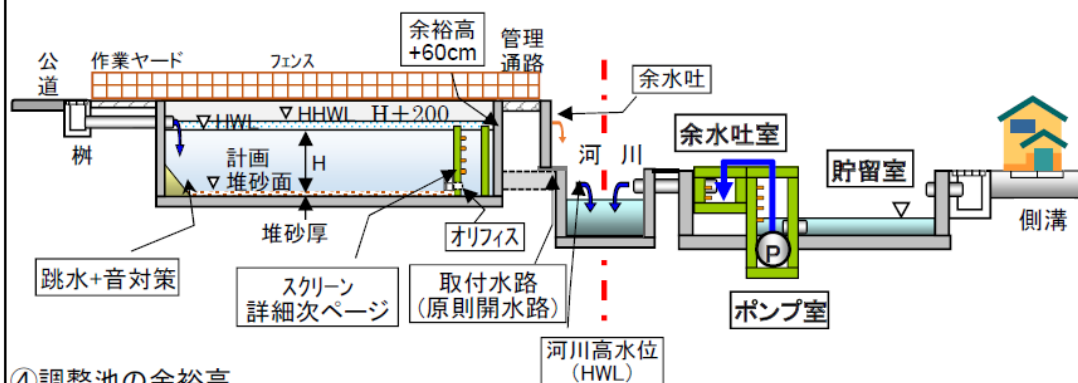 余裕高
+60cm
管理
通路
公
道
作業ヤード
フェンス
余水吐
▽HWL
▽HHWL H+200
余水吐室
桝
計画
堆砂面
▽
H
河川
貯留室
▽
堆砂厚
オリフィス
側溝
跳水+音対策
スクリーン
詳細次ページ
取付水路
(原則開水路)
P
ポンプ室
河川高水位
(HWL)
④調整池の余裕高